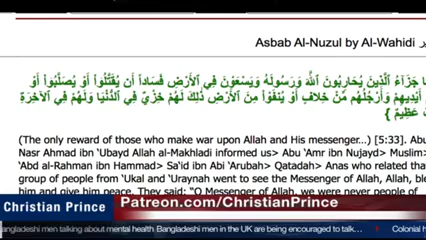 Asbab Al-Nuzul by Al-Wahidi ير
جَزَاءُ الَّذِينَ يُحَارِبُونَ اللَّهَ وَرَسُولَهُ وَيَسْعَوْنَ فِي الْأَرْضِ فَسَاداً أَن يُقَتَّلُواْ أَوْ يُصَلَّبُواْ أَوْ
أَيْدِيهِمْ وَأَرْجُلُهُم مِّنْ خِلافٍ أَوْ يُنفَوْاْ مِنَ الأَرْضِ ذٰلِكَ لَهُمْ خِزْيٌ فِي الدُّنْيَا وَلَهُمْ فِي الآخِرَةِ
عَظِيمٌ
(The only reward of those who make war upon Allah and His messenger...) [5:33]. Abu
Nasr Ahmad ibn 'Ubayd Allah al-Makhladi informed us> Abu 'Amr ibn Nujayd> Muslim>
'Abd al-Rahman ibn Hammad> Sa'id ibn Abi 'Arubah> Qatadah> Anas who related that
group of people from 'Ukal and 'Uraynah went to see the Messenger of Allah, Allah, ble
him and give him peace. They said: "O Messenger of Allah, we were never people of
Christian Prince Patreon.com/ChristianPrince
Bangladeshi men talking about mental health Bangladeshi men in the UK are being encouraged to talk... Colonial h